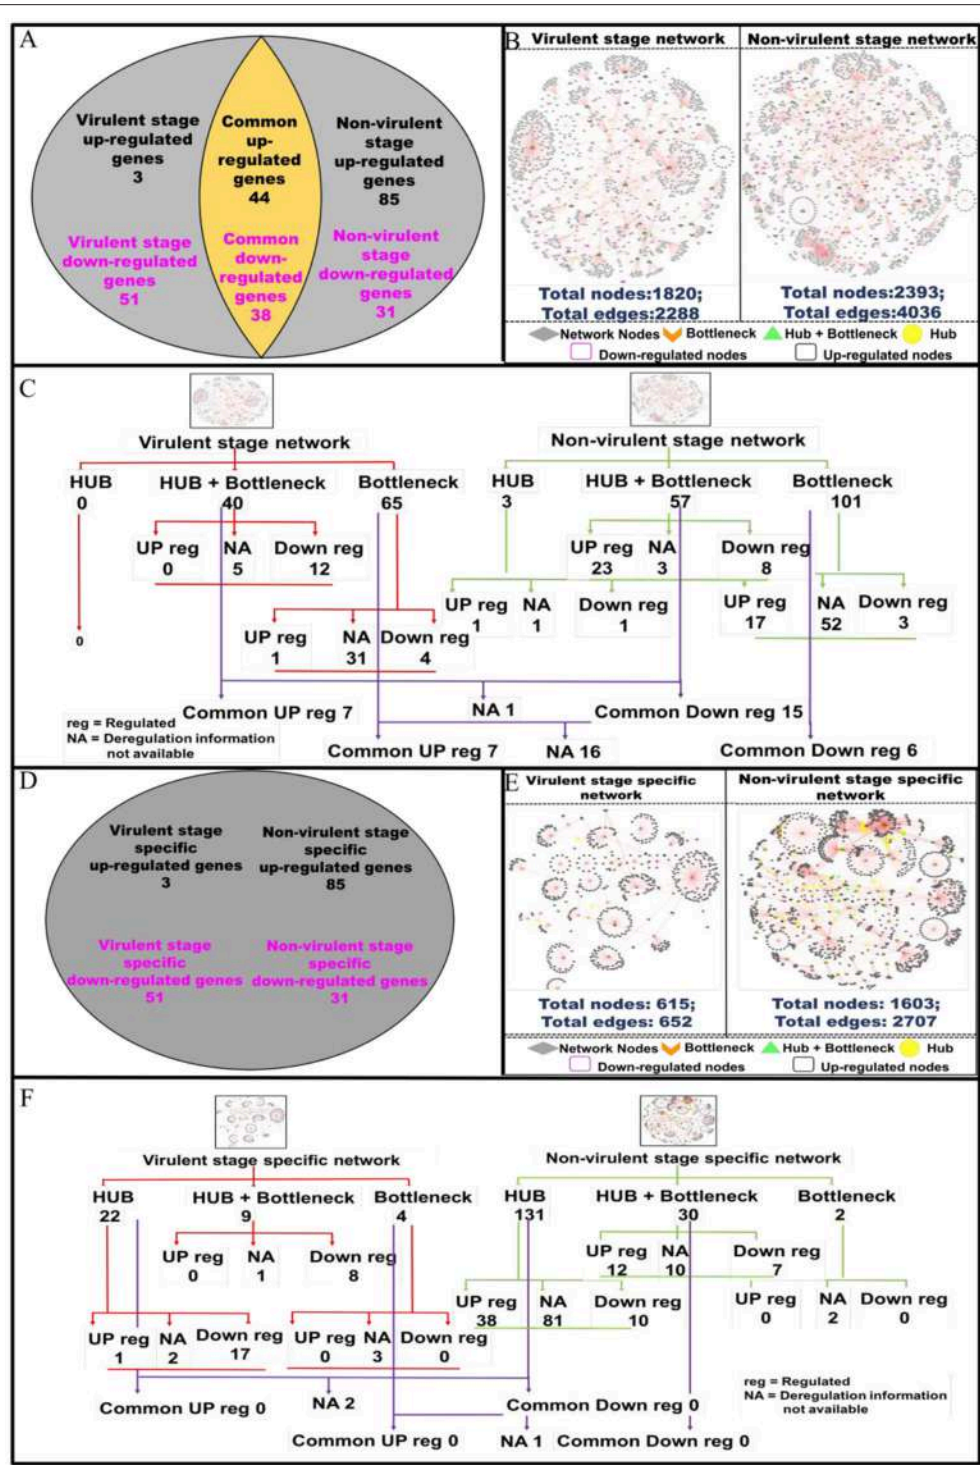 A
Virulent stage
up-regulated
genes
3
Common
up-
regulated
genes
44
Non-virulent
stage
up-regulated
genes
85
Virulent stage
down-regulated
genes
51
Common
down-
regulated
genes
38
Non-virulent
stage
down-regulated
genes
31
B
Virulent stage network
Non-virulent stage network
Total nodes:1820;
Total edges:2288
Total nodes:2393;
Total edges:4036
Network Nodes Bottleneck Hub + Bottleneck Hub
Down-regulated nodes Up-regulated nodes
C
Virulent stage network
Non-virulent stage network
HUB HUB + Bottleneck Bottleneck HUB HUB + Bottleneck Bottleneck
0 40 65 3 57 101
UP reg NA Down reg UP reg NA Down reg
0 5 12 23 3 8
UP reg NA Down reg UP reg NA Down reg
1 1 1 17 52 3
0
UP reg NA Down reg
1 31 4
Common UP reg 7 NA 1 Common Down reg 15
reg = Regulated
NA = Deregulation information
not available
Common UP reg 7 NA 16 Common Down reg 6
D
Virulent stage
specific
up-regulated genes
3
Non-virulent stage
specific
up-regulated genes
85
Virulent stage
specific
down-regulated genes
51
Non-virulent stage
specific
down-regulated genes
31
E
Virulent stage specific
network
Non-virulent stage specific
network
Total nodes: 615;
Total edges: 652
Total nodes: 1603;
Total edges: 2707
Network Nodes Bottleneck Hub + Bottleneck Hub
Down-regulated nodes Up-regulated nodes
F
Virulent stage specific network
Non-virulent stage specific network
HUB HUB + Bottleneck Bottleneck HUB HUB + Bottleneck Bottleneck
22 9 4 131 30 2
UP reg NA Down reg UP reg NA Down reg
0 1 8 12 10 7
UP reg NA Down reg UP reg NA Down reg
38 81 10 0 2 0
UP reg NA Down reg UP reg NA Down reg
1 2 17 0 3 0
reg = Regulated
NA = Deregulation information
not available
Common UP reg 0 NA 2 Common Down reg 0
Common UP reg 0 NA 1 Common Down reg 0